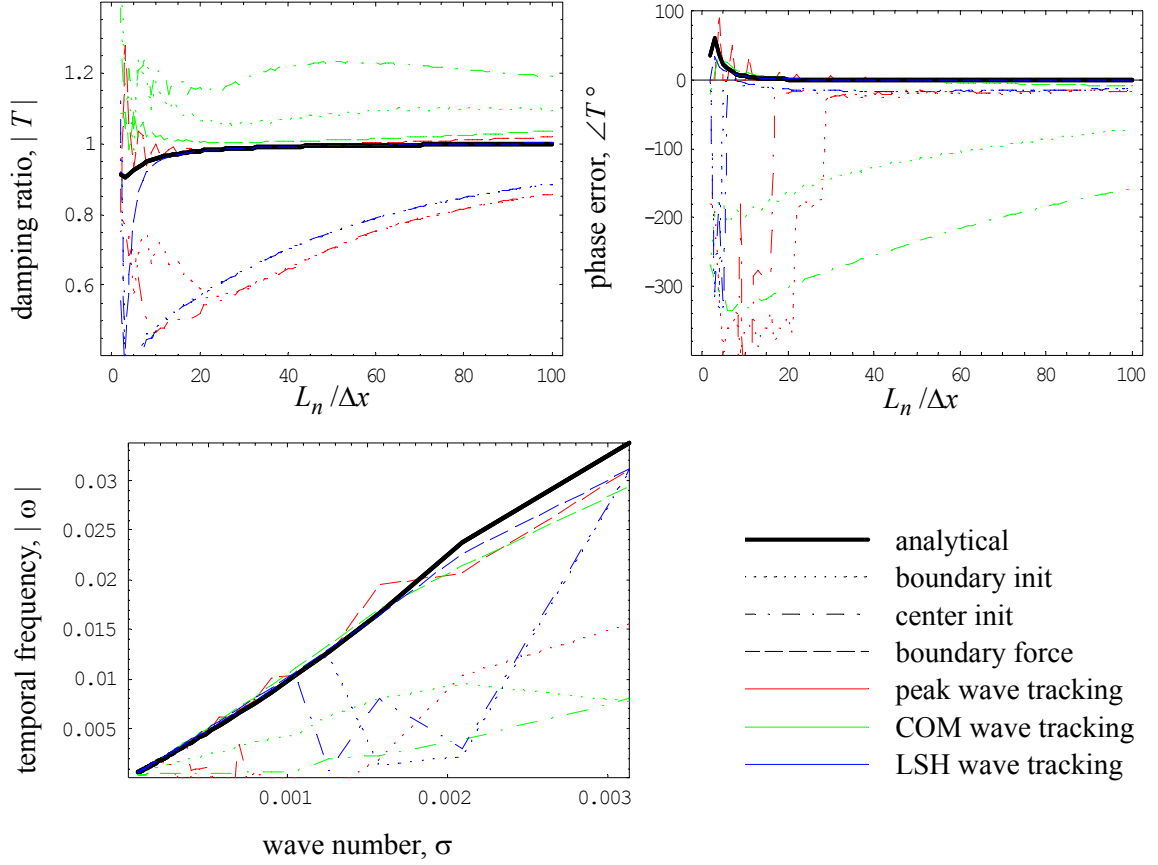 damping ratio, | T |
1.2
1
0.8
0.6
0 20 40 60 80 100
L_n /Δx
phase error, ∠T °
100
0
-100
-200
-300
0 20 40 60 80 100
L_n /Δx
temporal frequency, | ω |
0.03
0.025
0.02
0.015
0.01
0.005
0.001 0.002 0.003
wave number, σ
analytical
boundary init
center init
boundary force
peak wave tracking
COM wave tracking
LSH wave tracking